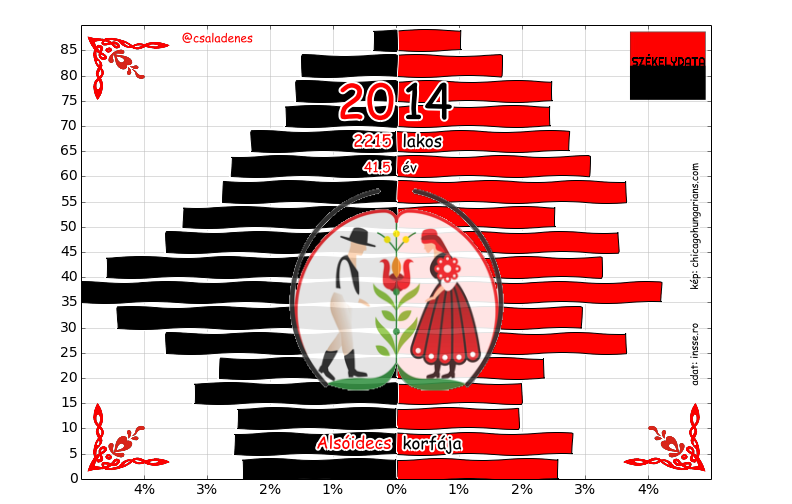 @csaladenes
SZÉKELYDATA
2014
2215 lakos
41,5 év
kép: chicagohungarians.com/
adat: insse.ro
Alsóidecs korfája
85
80
75
70
65
60
55
50
45
40
35
30
25
20
15
10
5
0
4% 3% 2% 1% 0% 1% 2% 3% 4%